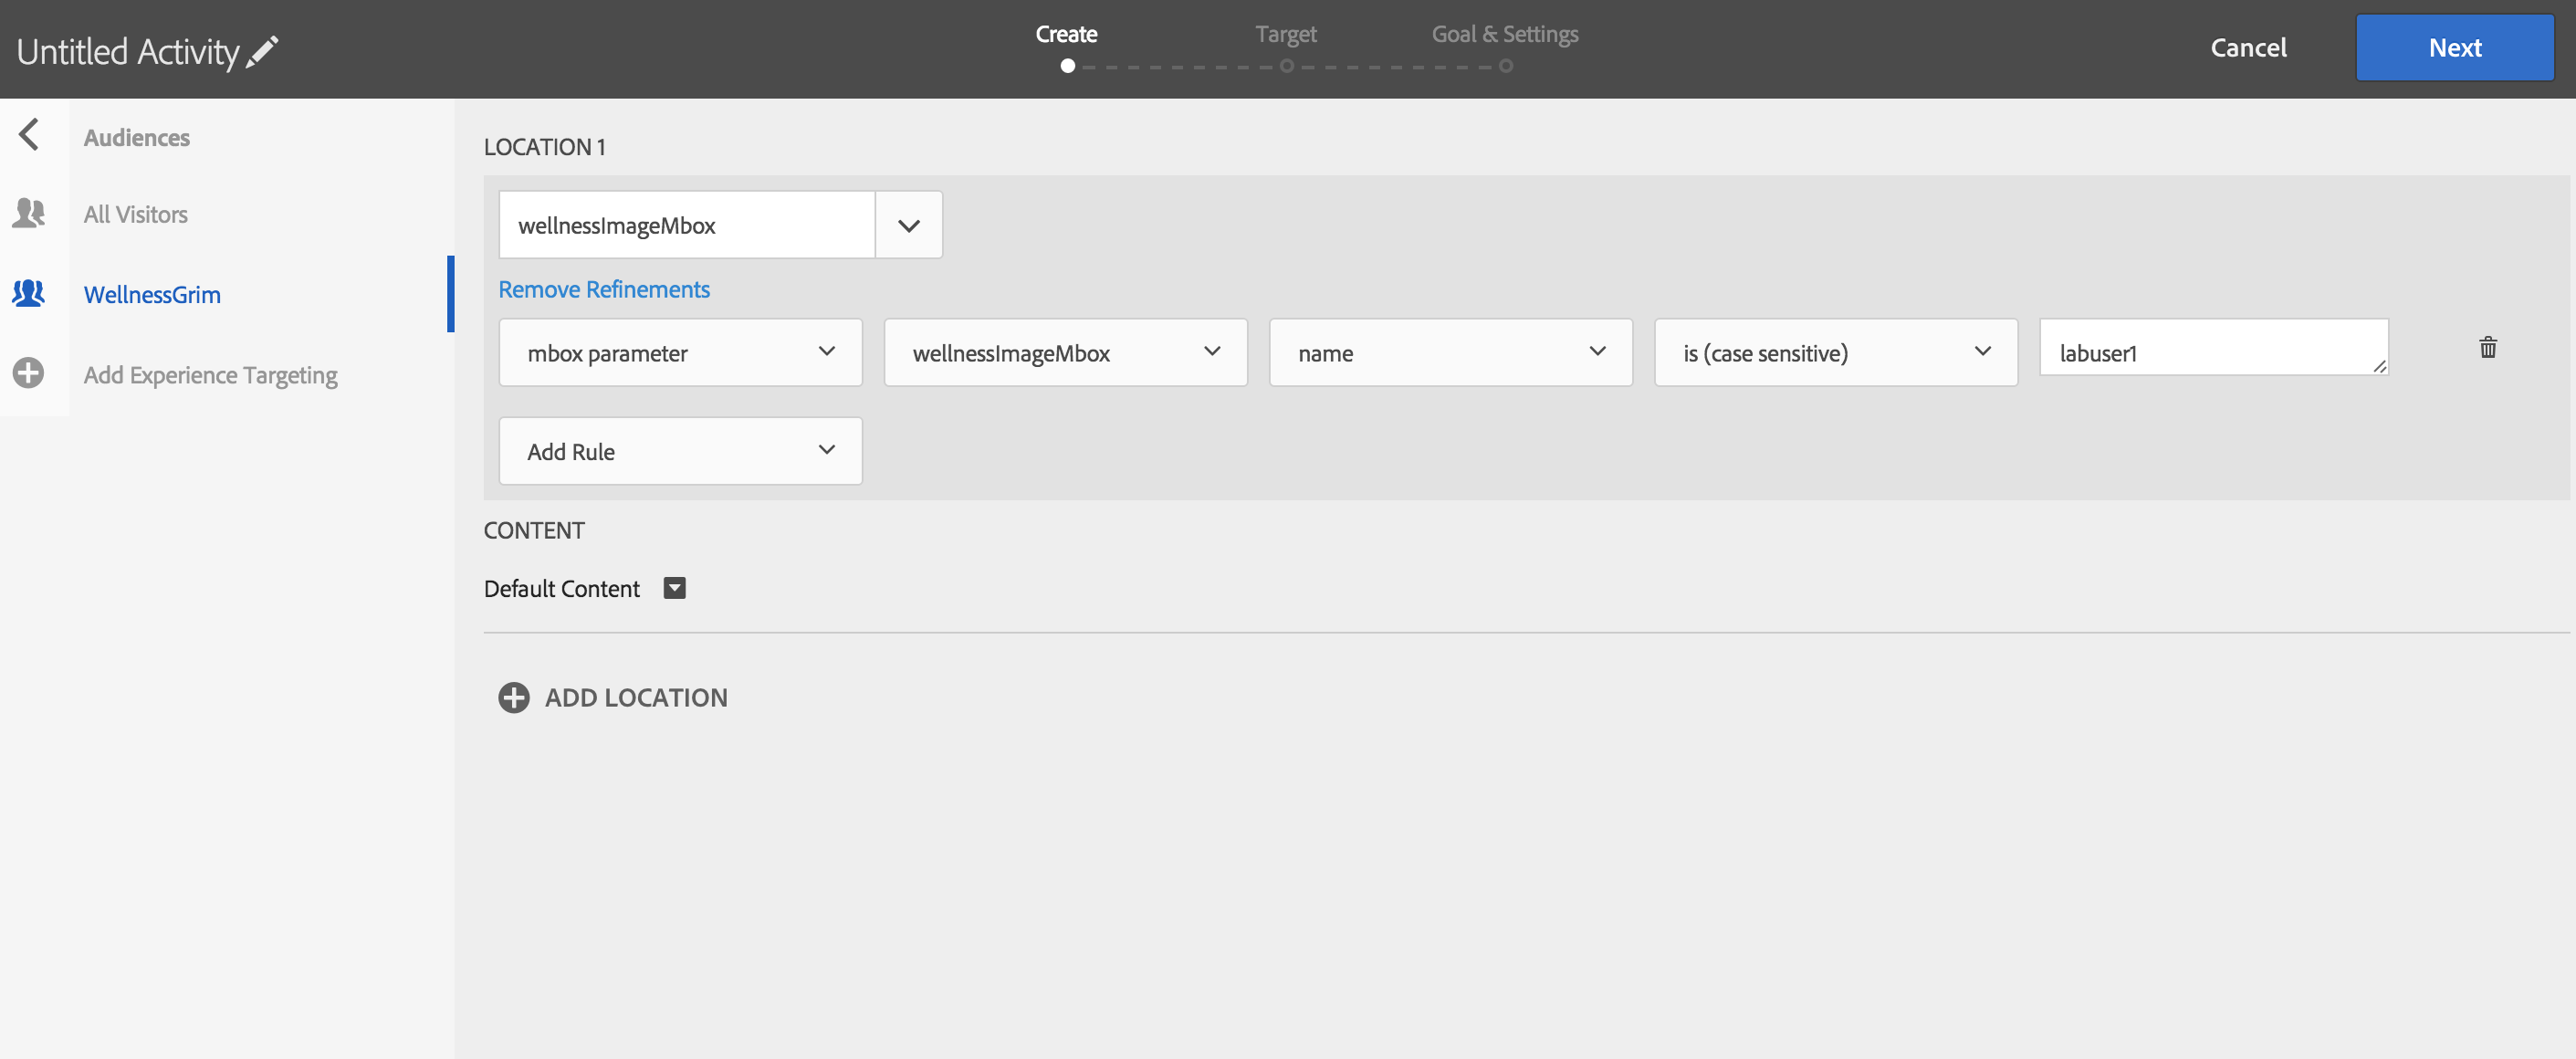 Untitled Activity
Create
Target
Goal & Settings
Cancel
Next
Audiences
All Visitors
WellnessGrim
Add Experience Targeting
LOCATION 1
wellnessImageMbox
Remove Refinements
mbox parameter
wellnessImageMbox
name
is (case sensitive)
labuser1
Add Rule
CONTENT
Default Content
ADD LOCATION